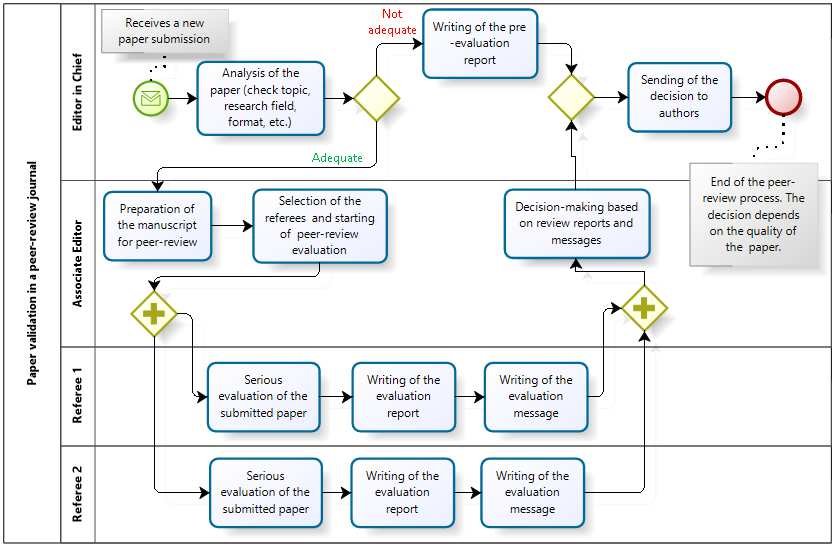 Paper validation in a peer-review journal
Editor in Chief
Receives a new
paper submission
Analysis of the
paper (check topic,
research field,
format, etc.)
Not
adequate
Adequate
Writing of the pre
-evaluation
report
Sending of the
decision to
authors
End of the peer-
review process. The
decision depends
on the quality of
the paper.
Associate Editor
Preparation of
the manuscript
for peer-review
Selection of the
referees and starting
of peer-review
evaluation
Decision-making based
on review reports and
messages
Referee 1
Serious
evaluation of the
submitted paper
Writing of the
evaluation
report
Writing of the
evaluation
message
Referee 2
Serious
evaluation of the
submitted paper
Writing of the
evaluation
report
Writing of the
evaluation
message